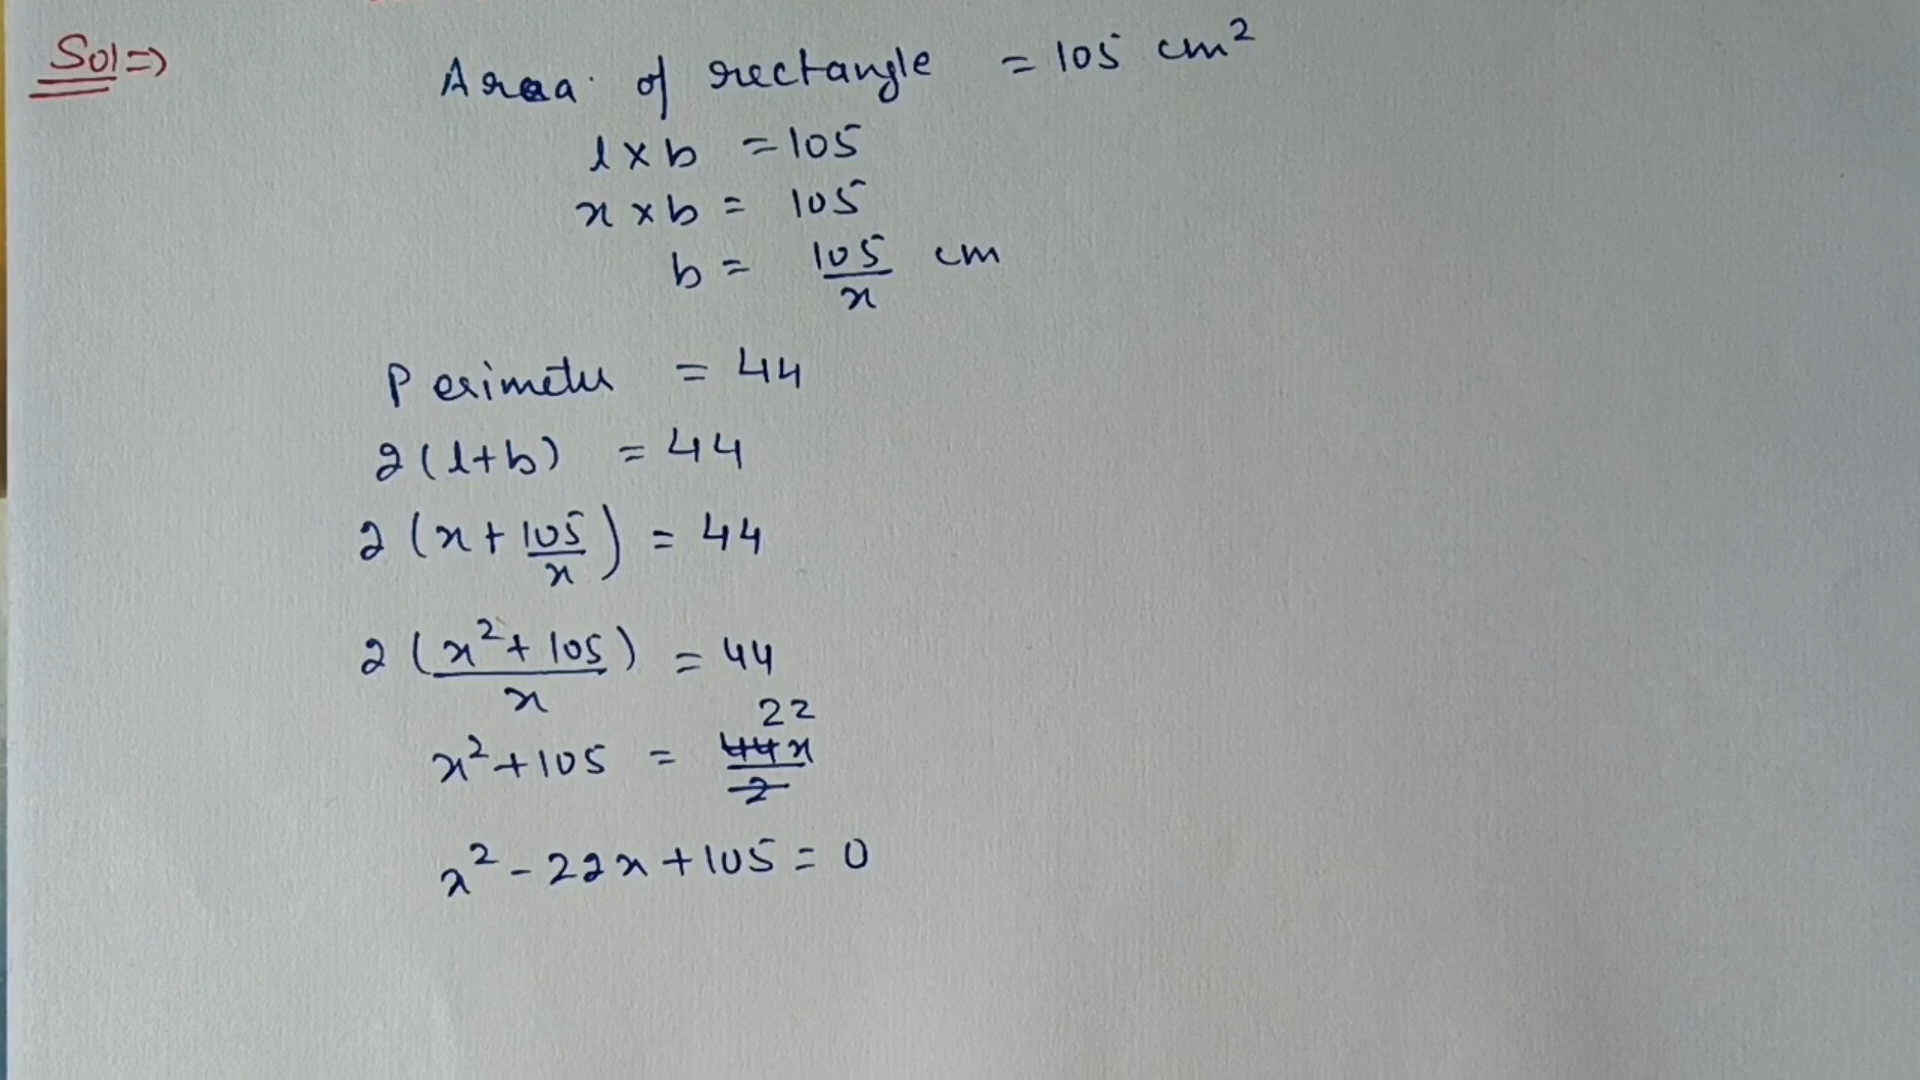 Sol⇒ Area of rectangle = 105 cm²
l×b = 105
x×b = 105
b = 105/x cm
Perimeter = 44
2(l+b) = 44
2(x+105/x) = 44
2(x²+105)/x = 44
22
x²+105 = 44x/2
x²-22x+105=0